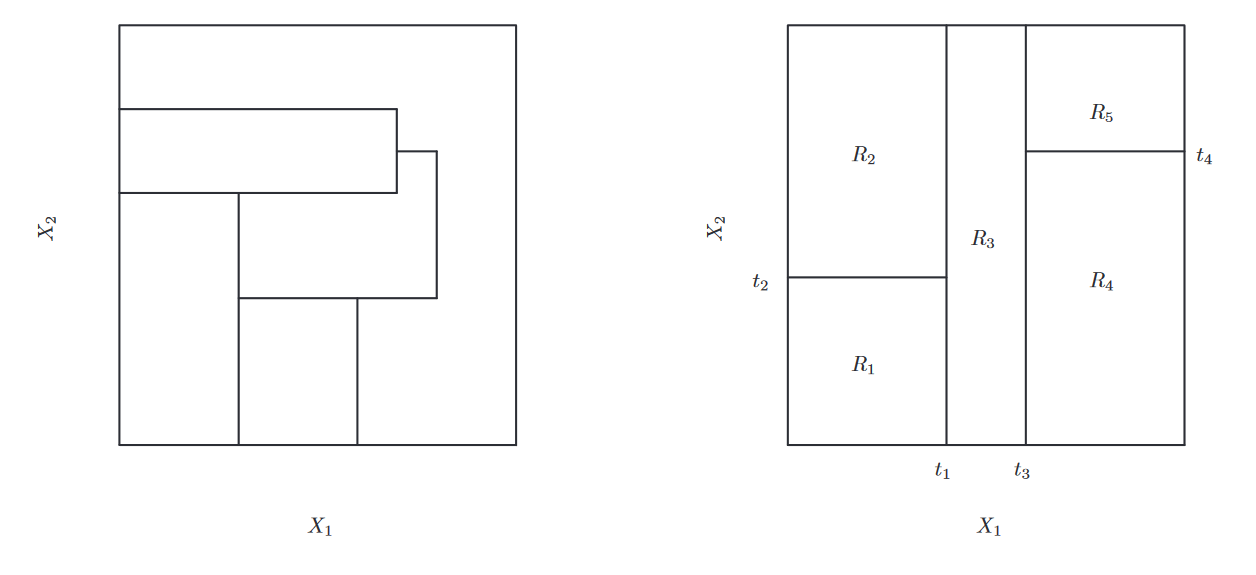 X₂
X₁
R₅
R₂
t₄
X₂
R₃
t₂
R₄
R₁
t₁
t₃
X₁